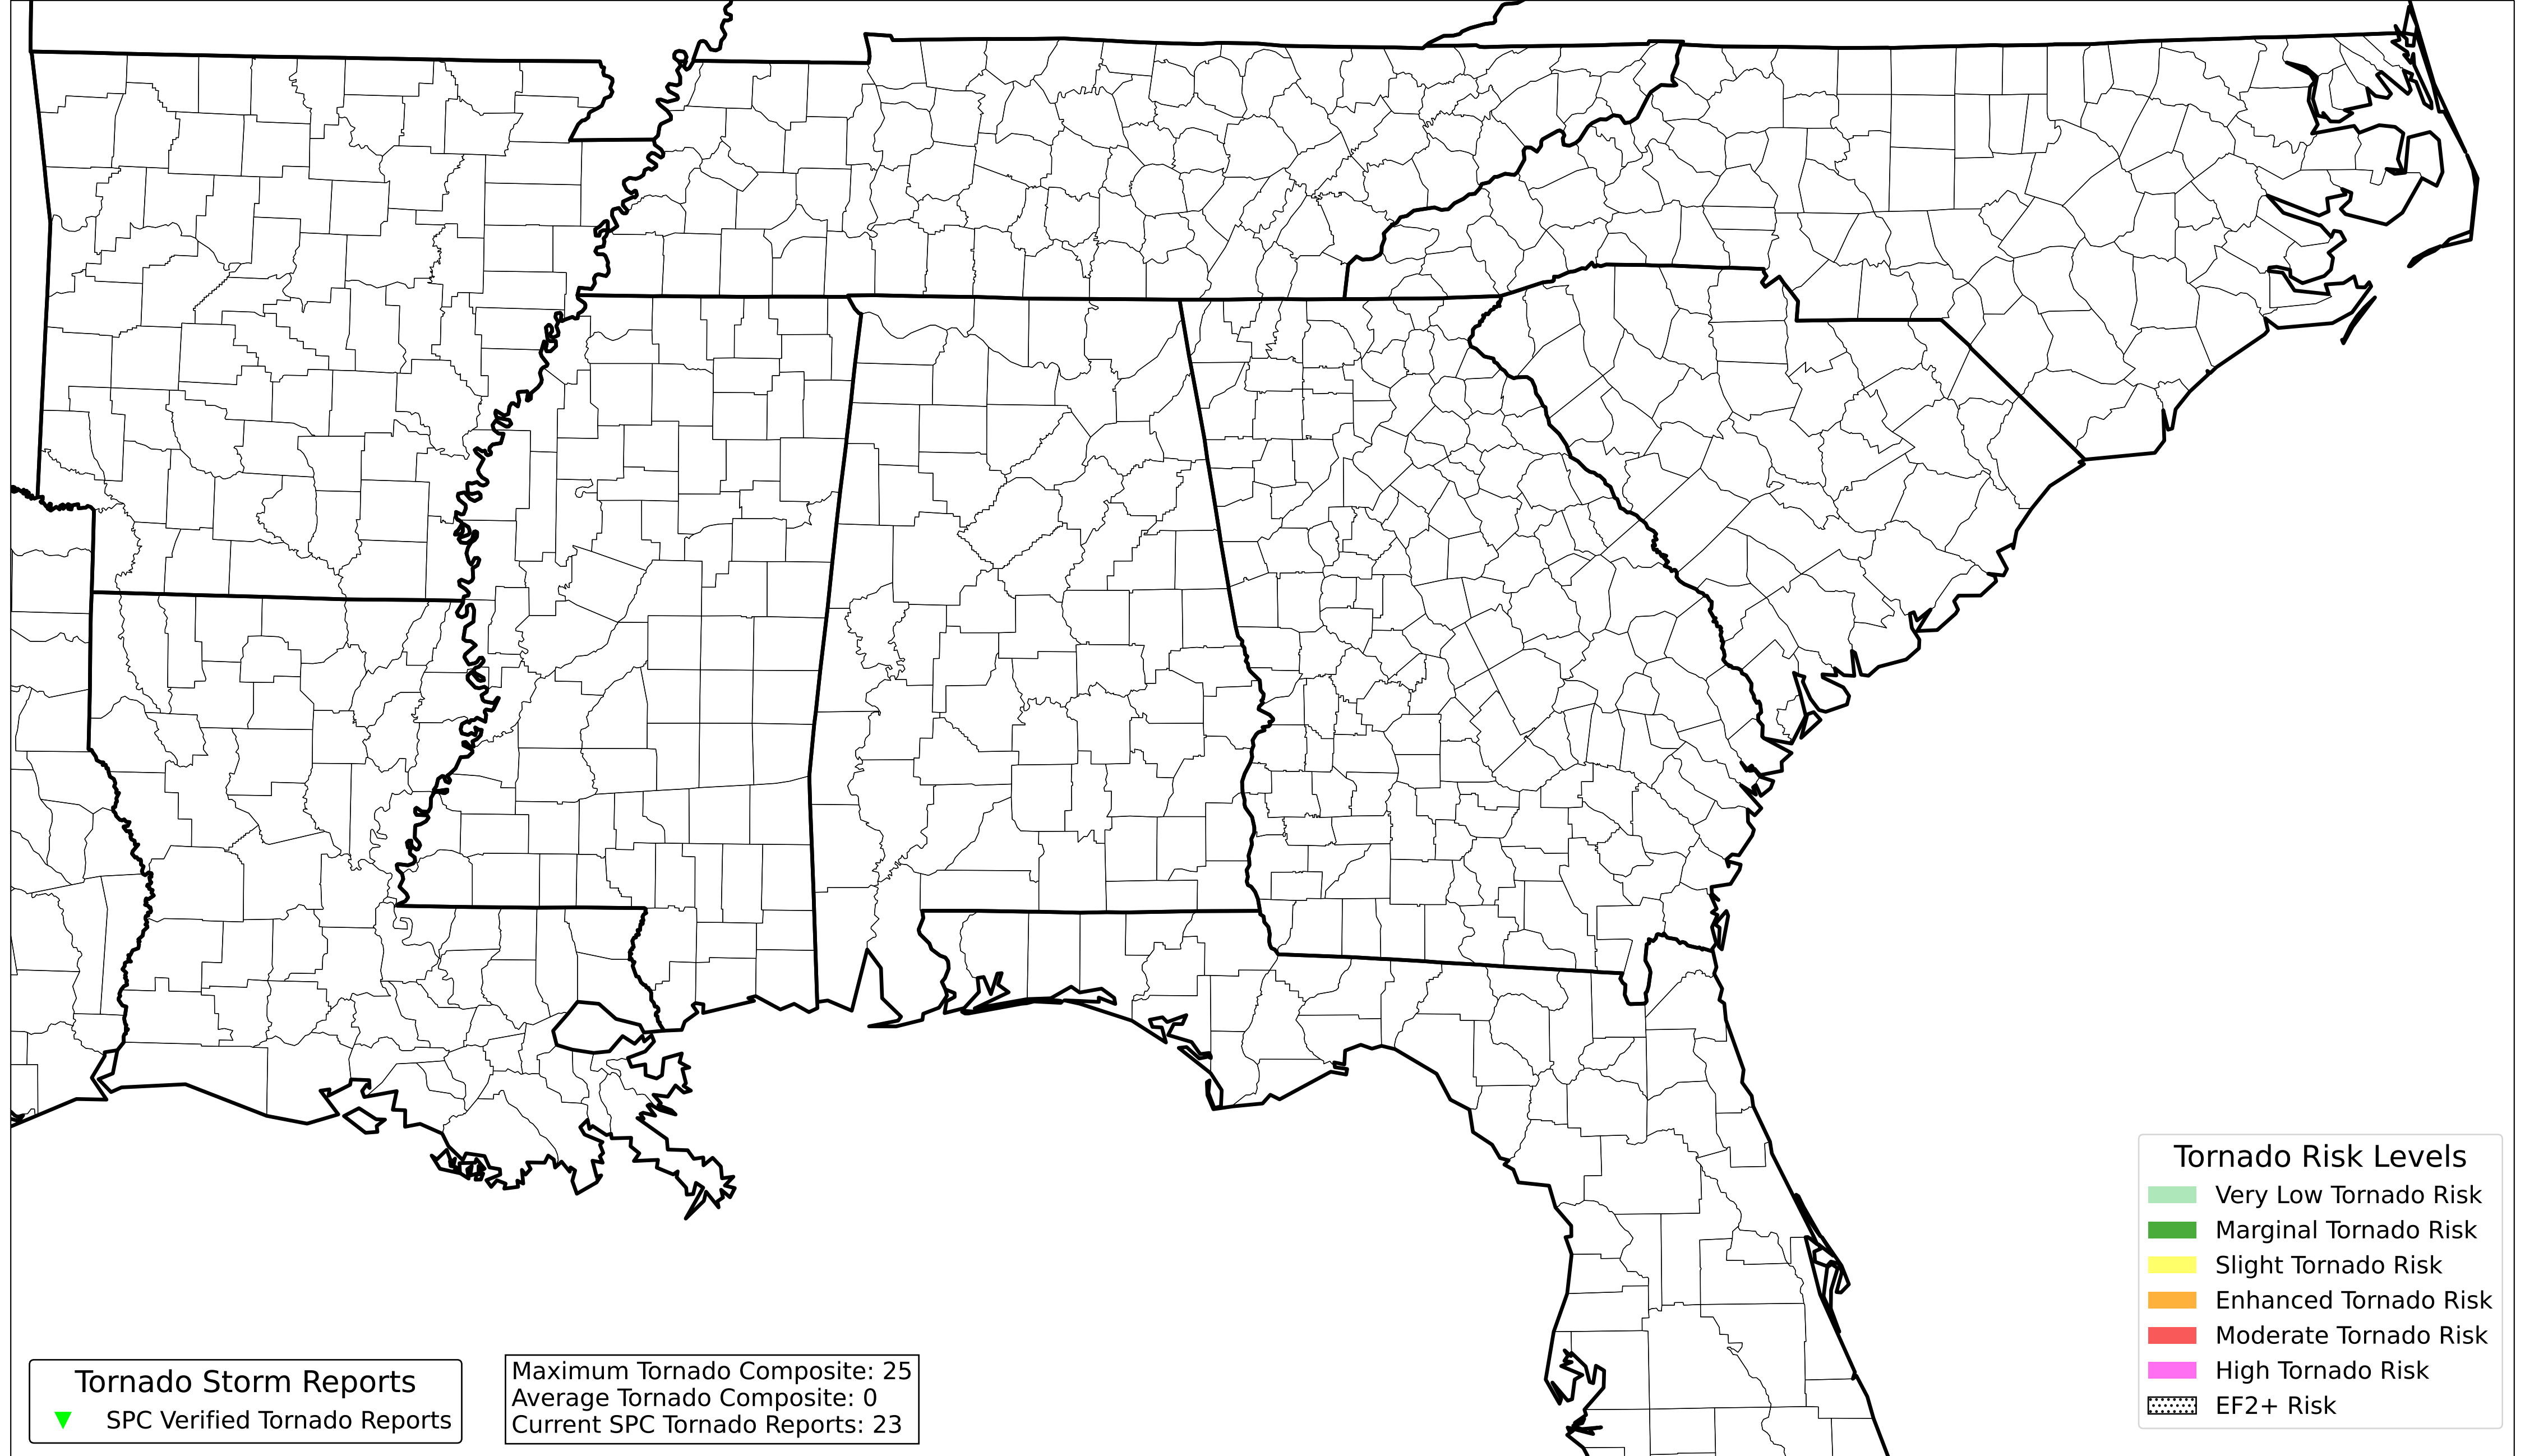 Tornado Storm Reports
SPC Verified Tornado Reports
Maximum Tornado Composite: 25
Average Tornado Composite: 0
Current SPC Tornado Reports: 23
Tornado Risk Levels
Very Low Tornado Risk
Marginal Tornado Risk
Slight Tornado Risk
Enhanced Tornado Risk
Moderate Tornado Risk
High Tornado Risk
EF2+ Risk